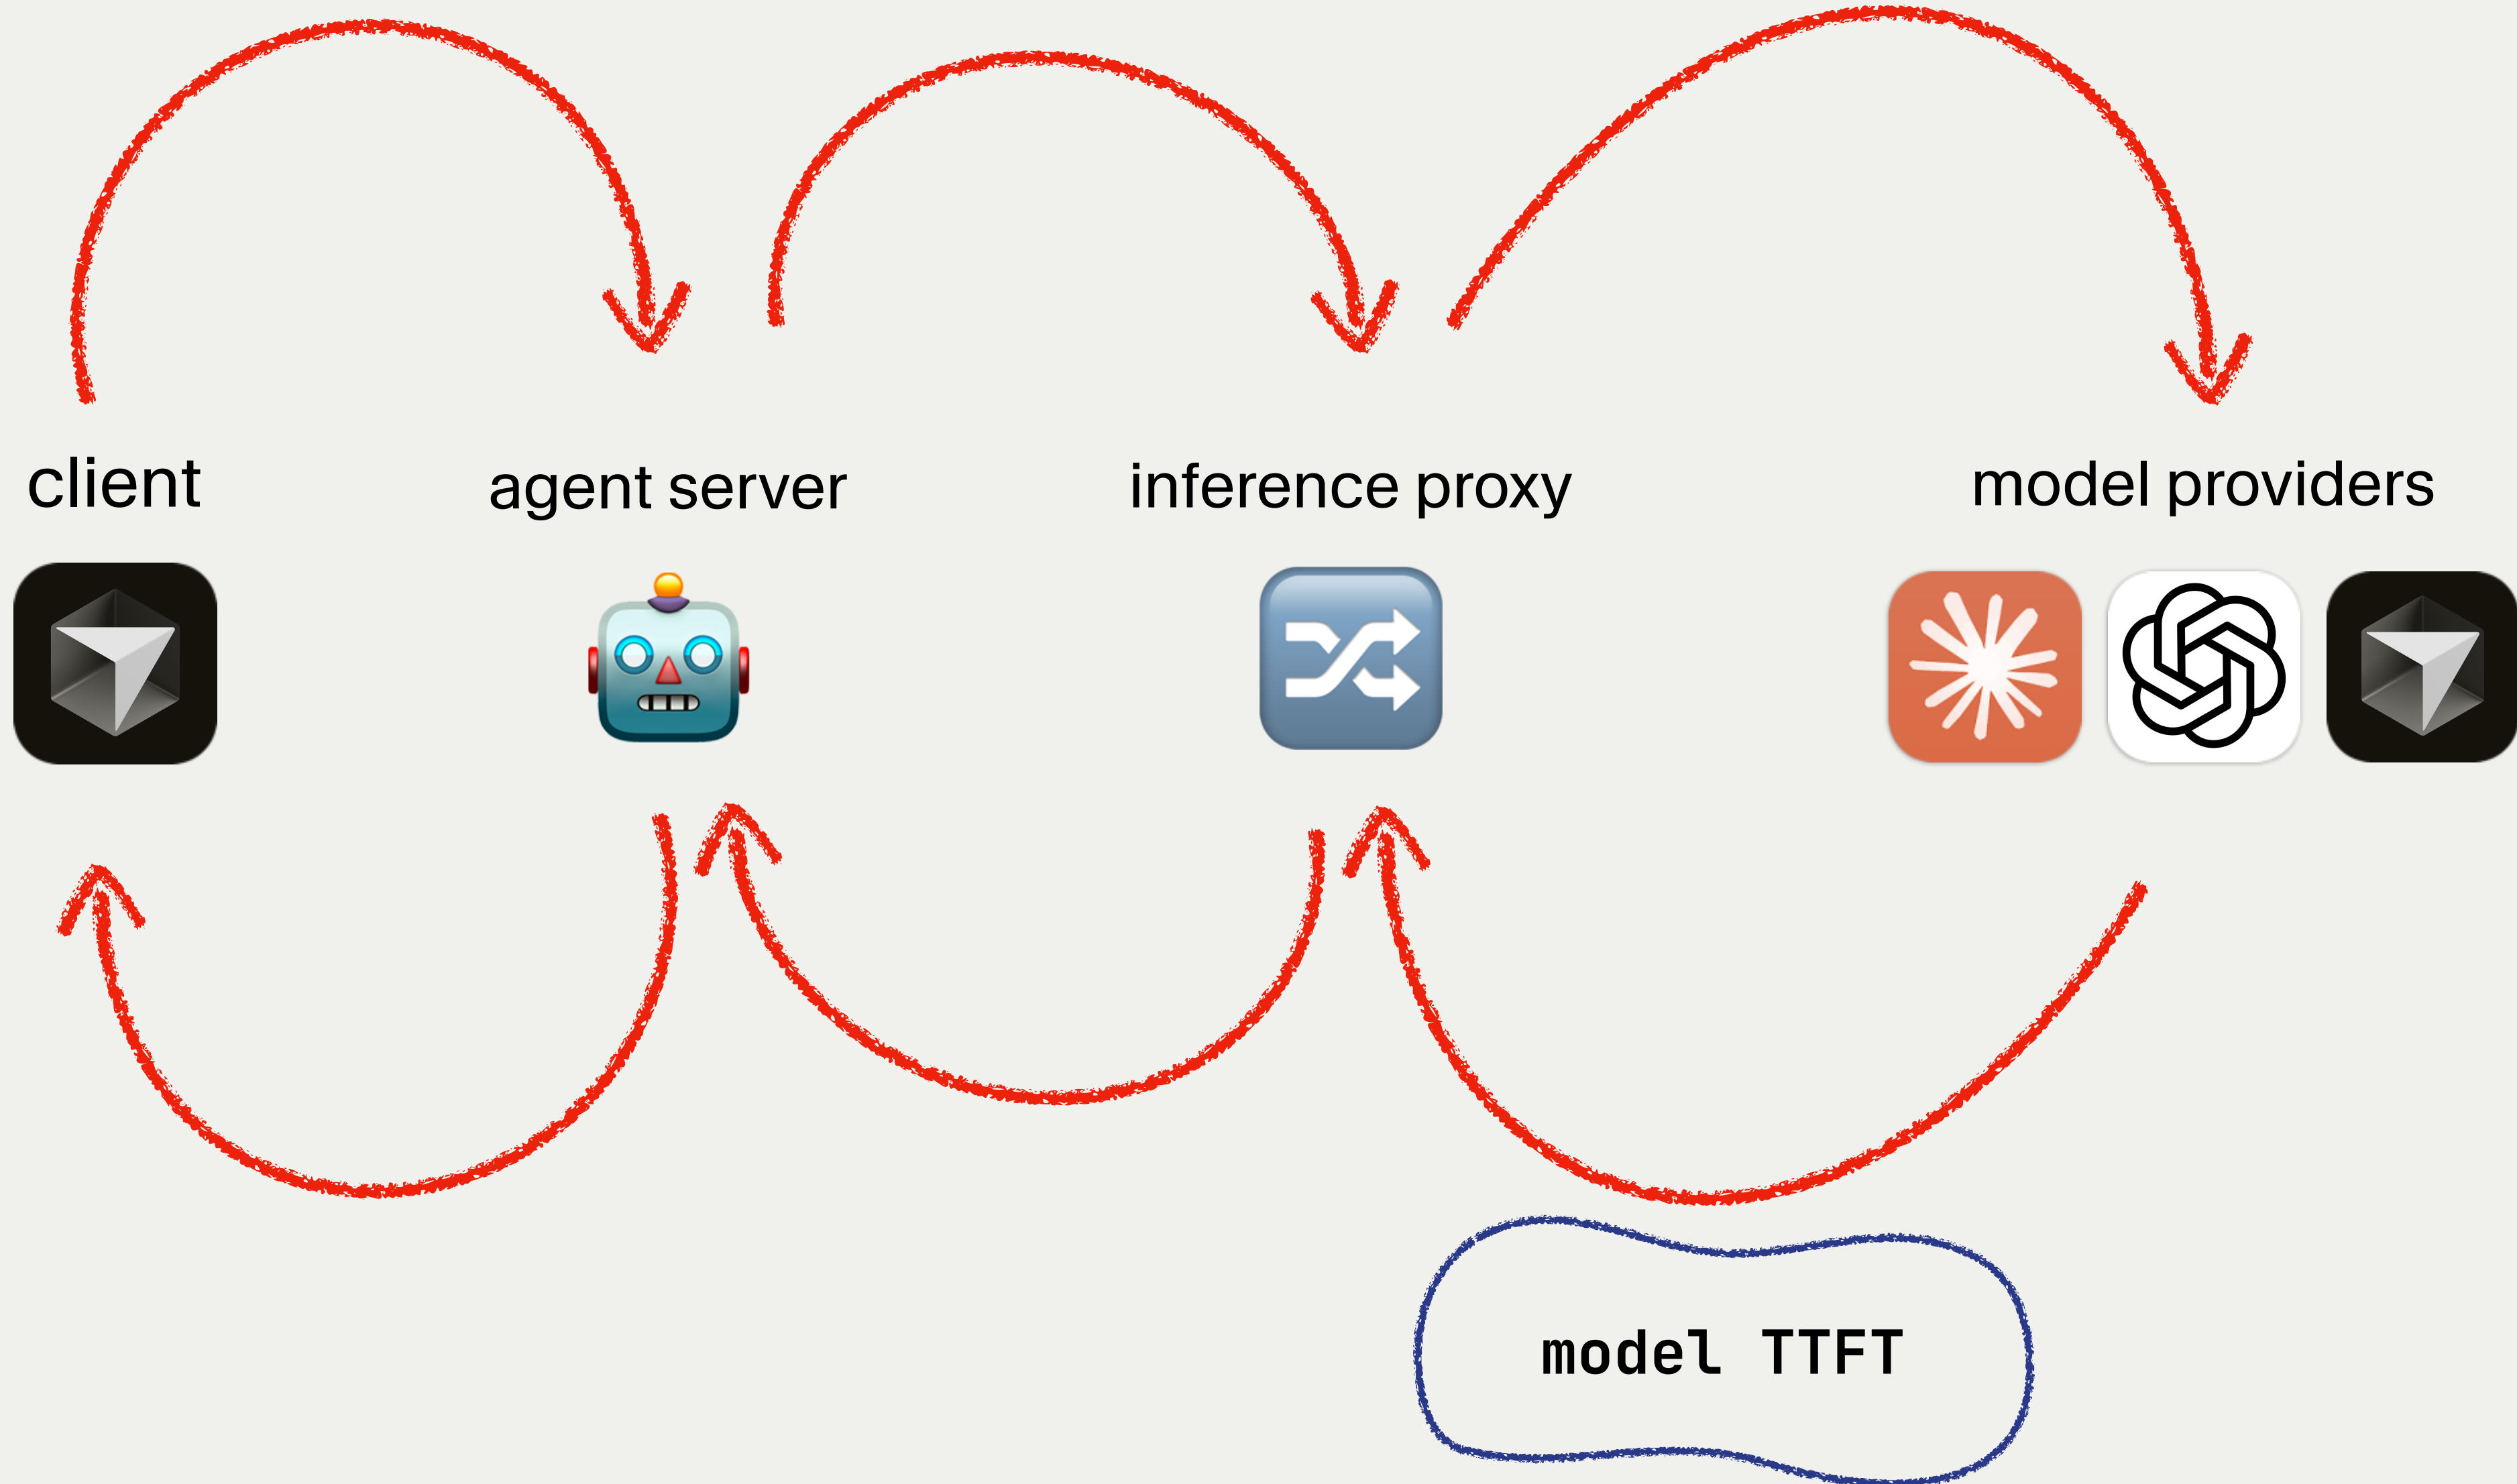 client
agent server
inference proxy
model providers
model TTFT